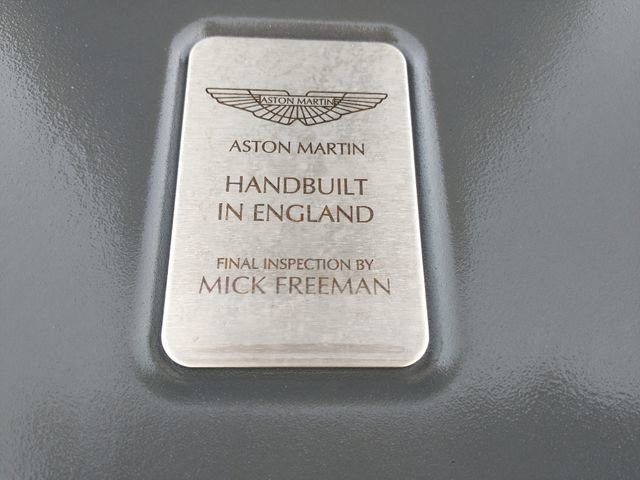 ASTON MARTIN
ASTON MARTIN
HANDBUILT
IN ENGLAND
FINAL INSPECTION BY
MICK FREEMAN